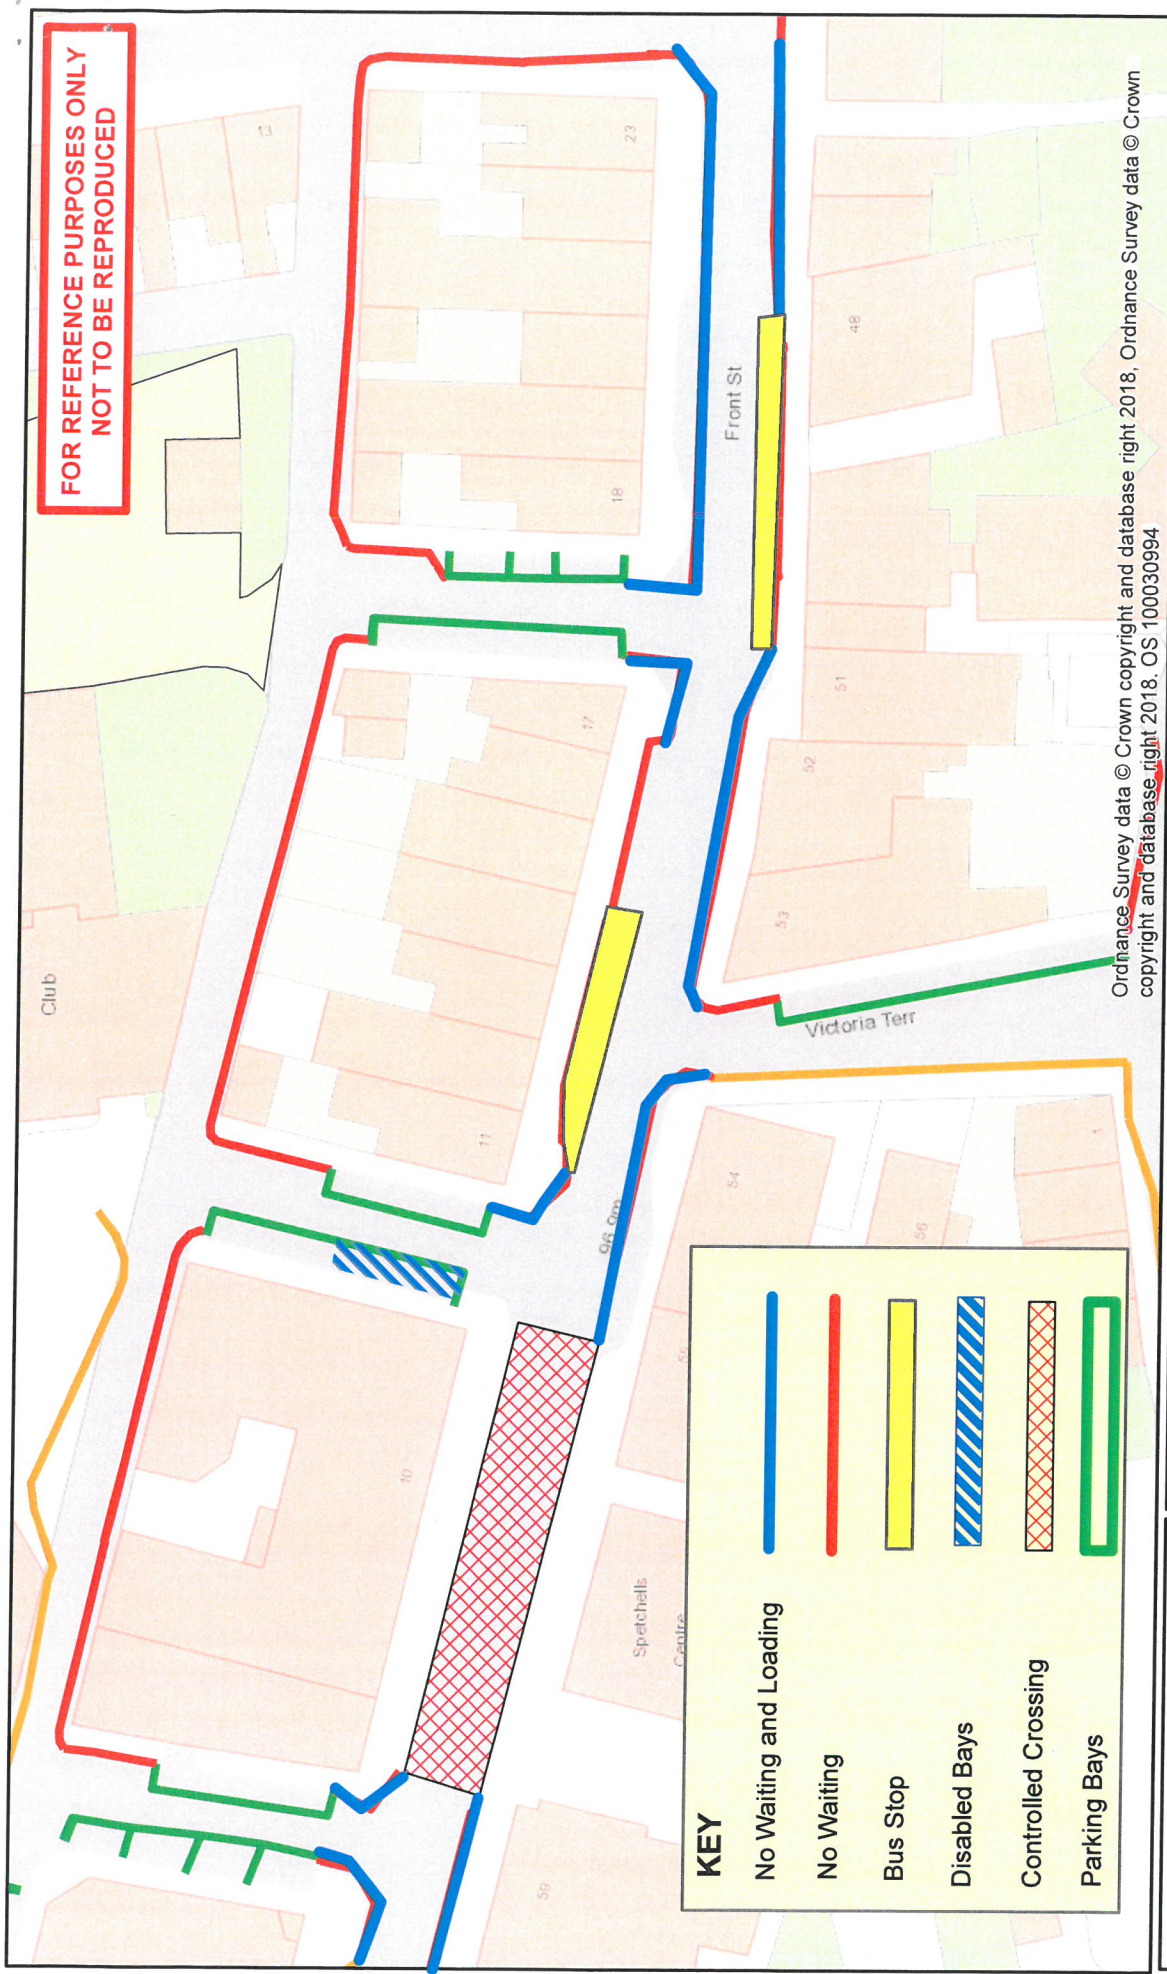 FOR REFERENCE PURPOSES ONLY
NOT TO BE REPRODUCED
Club
13
23
18
Front St
48
17
51
52
53
11
Victoria Terr
96.9m
54
56
1
10
Spetchells
Centre
59
KEY
No Waiting and Loading
No Waiting
Bus Stop
Disabled Bays
Controlled Crossing
Parking Bays
Ordnance Survey data © Crown copyright and database right 2018, Ordnance Survey data © Crown
copyright and database right 2018. OS 100030994